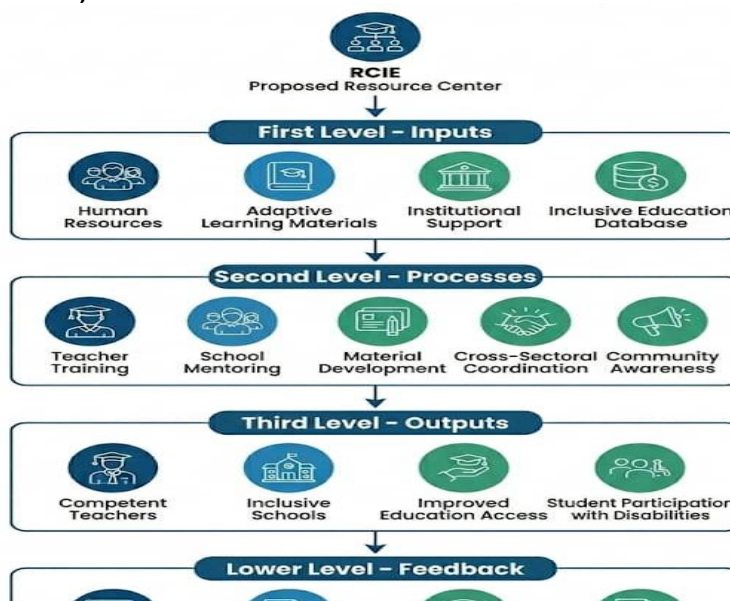 RCIE
Proposed Resource Center
First Level - Inputs
Human Resources
Adaptive Learning Materials
Institutional Support
Inclusive Education Database
Second Level - Processes
Teacher Training
School Mentoring
Material Development
Cross-Sectoral Coordination
Community Awareness
Third Level - Outputs
Competent Teachers
Inclusive Schools
Improved Education Access
Student Participation with Disabilities
Lower Level - Feedback